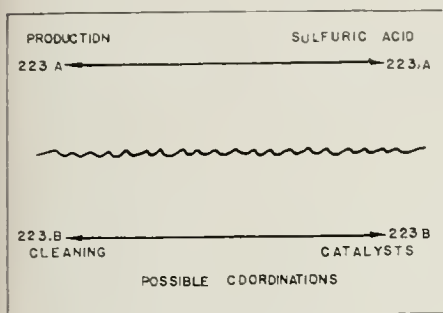 PRODUCTION SULFURIC ACID
223 A 223,A
223.B 223 B
CLEANING CATALYSTS
POSSIBLE COORDINATIONS